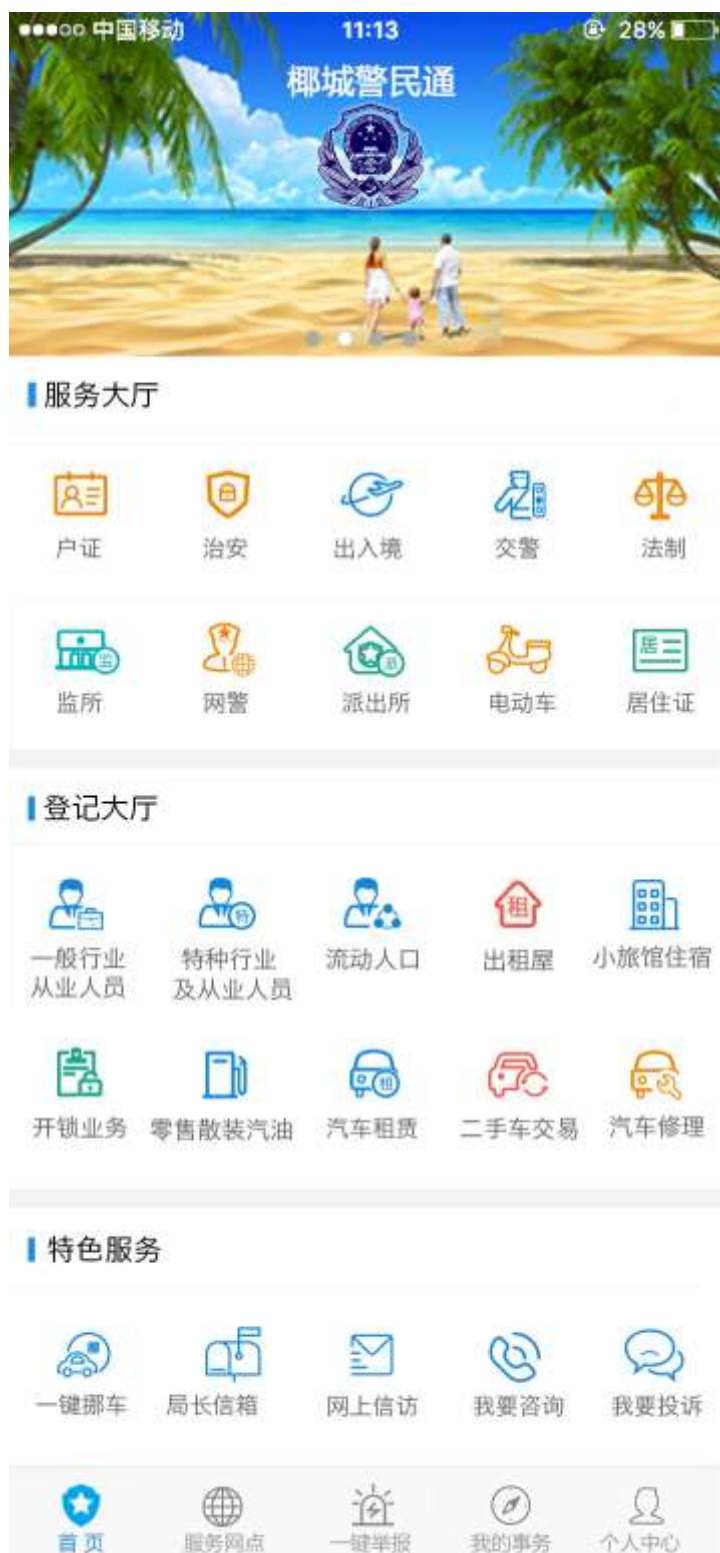 中国移动 11:13 28%
椰城警民通
服务大厅
户证 治安 出入境 交警 法制
监 派 居
监所 网警 派出所 电动车 居住证
登记大厅
特 租
一般行业 特种行业 流动人口 出租屋 小旅馆住宿
从业人员 及从业人员
租
开锁业务 零售散装汽油 汽车租赁 二手车交易 汽车修理
特色服务
一键挪车 局长信箱 网上信访 我要咨询 我要投诉
首页 服务网点 一键举报 我的事务 个人中心